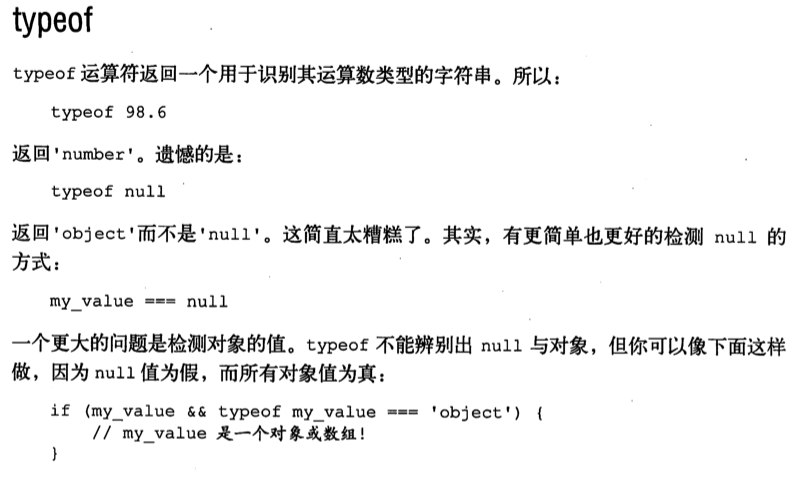 typeof
typeof 运算符返回一个用于识别其运算数类型的字符串。所以：
typeof 98.6
返回'number'。遗憾的是：
typeof null
返回'object'而不是'null'。这简直太糟糕了。其实，有更简单也更好的检测 null 的
方式：
my_value === null
一个更大的问题是检测对象的值。typeof 不能辨别出 null 与对象，但你可以像下面这样
做，因为 null 值为假，而所有对象值为真：
if (my_value && typeof my_value === 'object') {
// my_value 是一个对象或数组！
}